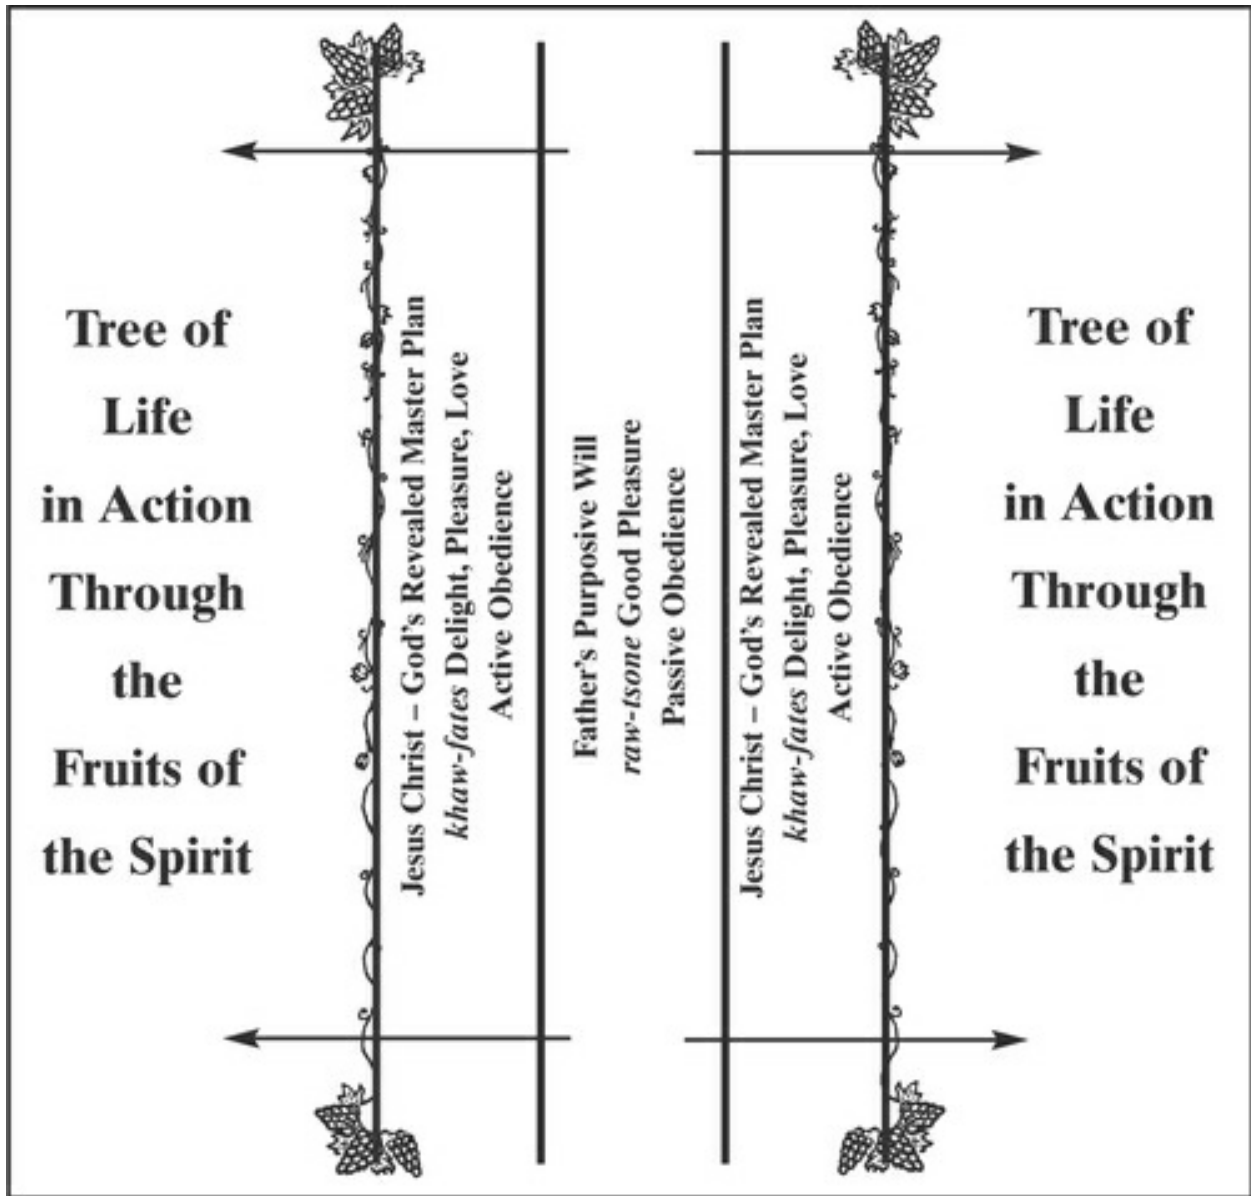 Tree of
Life
in Action
Through
the
Fruits of
the Spirit
Jesus Christ – God's Revealed Master Plan
khaw-fates Delight, Pleasure, Love
Active Obedience
Father's Purposive Will
raw-tsone Good Pleasure
Passive Obedience
Jesus Christ – God's Revealed Master Plan
khaw-fates Delight, Pleasure, Love
Active Obedience
Tree of
Life
in Action
Through
the
Fruits of
the Spirit